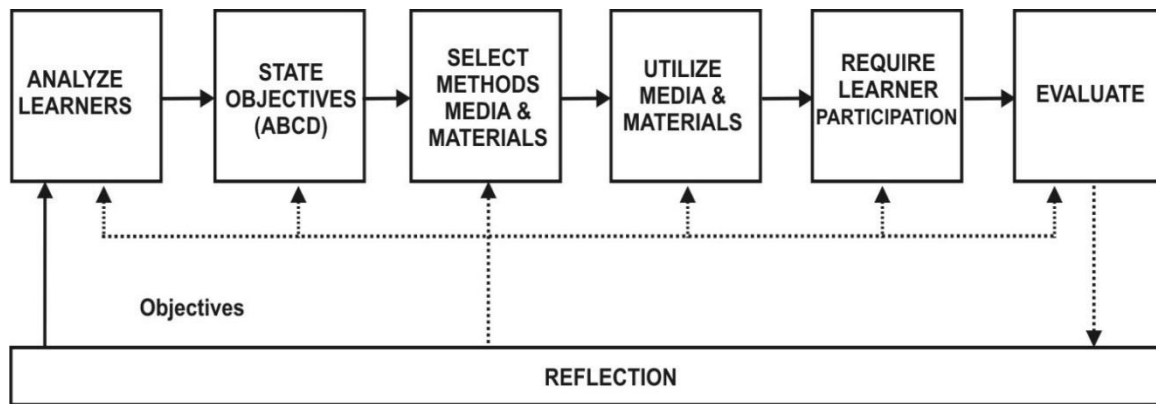 ANALYZE
LEARNERS
STATE
OBJECTIVES
(ABCD)
SELECT
METHODS
MEDIA &
MATERIALS
UTILIZE
MEDIA &
MATERIALS
REQUIRE
LEARNER
PARTICIPATION
EVALUATE
Objectives
REFLECTION